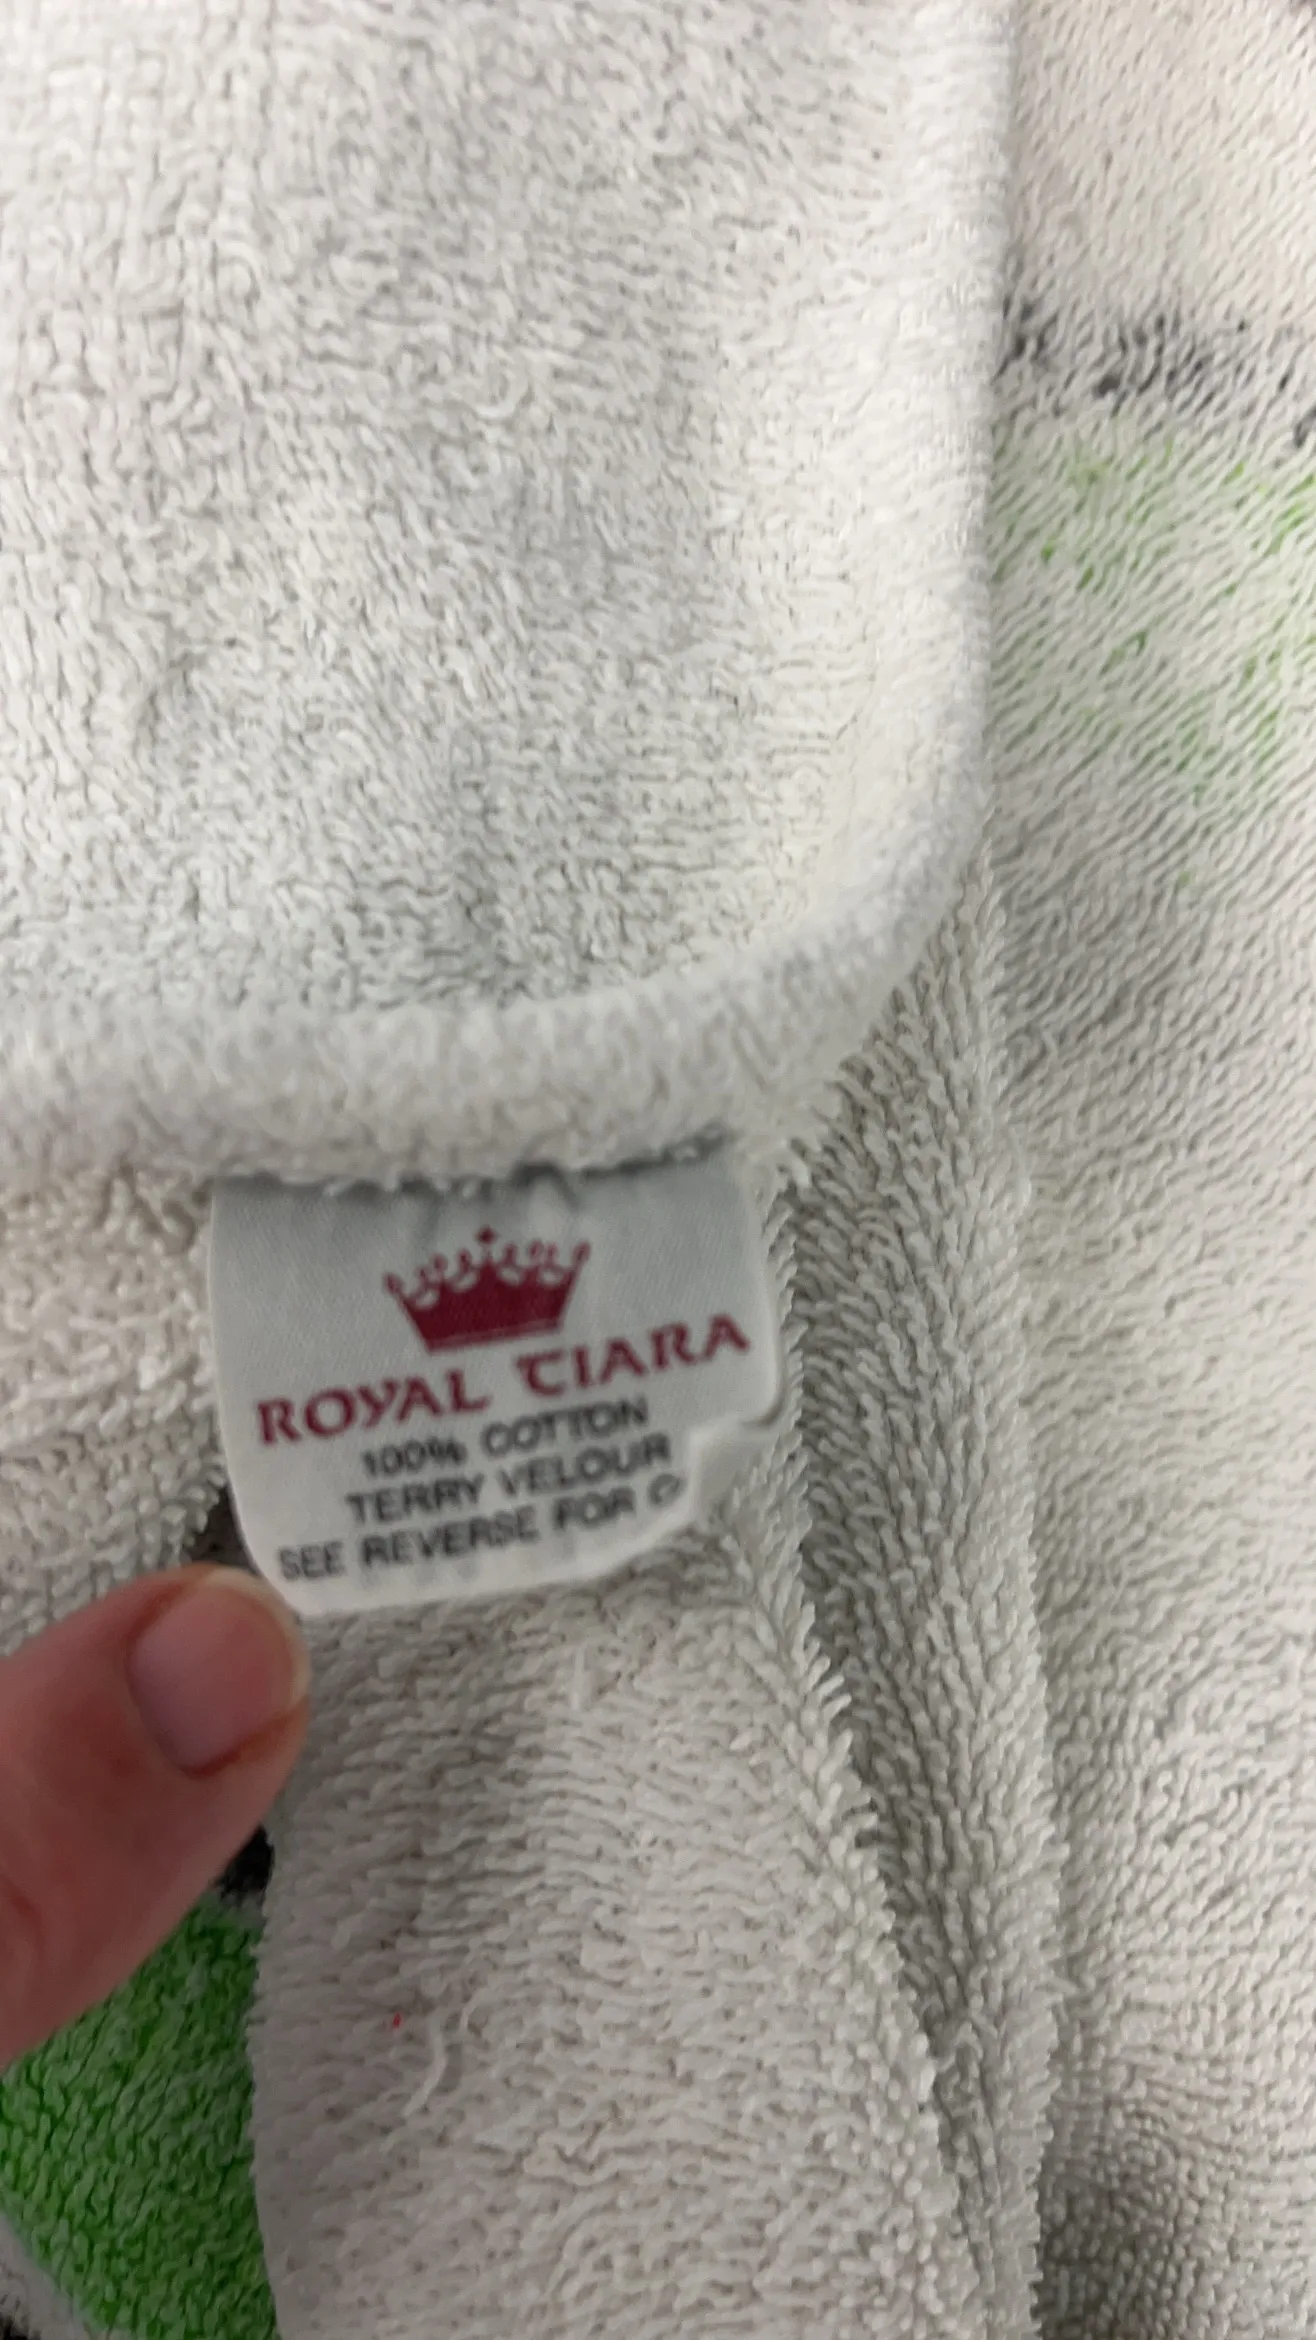 ROYAL TIARA
100% COTTON
TERRY VELOUR
SEE REVERSE FOR